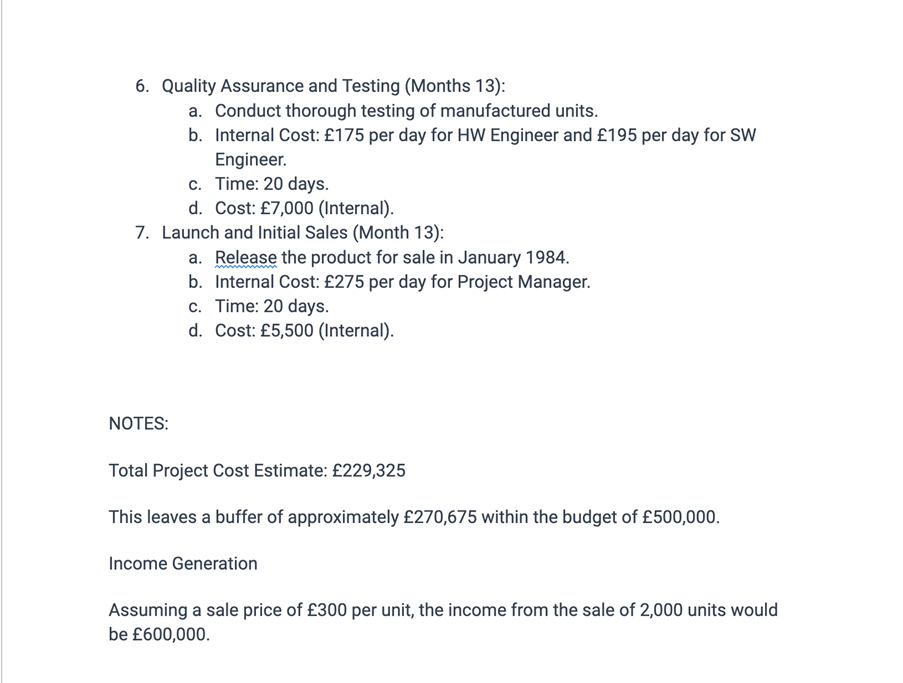 6. Quality Assurance and Testing (Months 13):
a. Conduct thorough testing of manufactured units.
b. Internal Cost: £175 per day for HW Engineer and £195 per day for SW
Engineer.
c. Time: 20 days.
d. Cost: £7,000 (Internal).
7. Launch and Initial Sales (Month 13):
a. Release the product for sale in January 1984.
b. Internal Cost: £275 per day for Project Manager.
c. Time: 20 days.
d. Cost: £5,500 (Internal).
NOTES:
Total Project Cost Estimate: £229,325
This leaves a buffer of approximately £270,675 within the budget of £500,000.
Income Generation
Assuming a sale price of £300 per unit, the income from the sale of 2,000 units would
be £600,000.